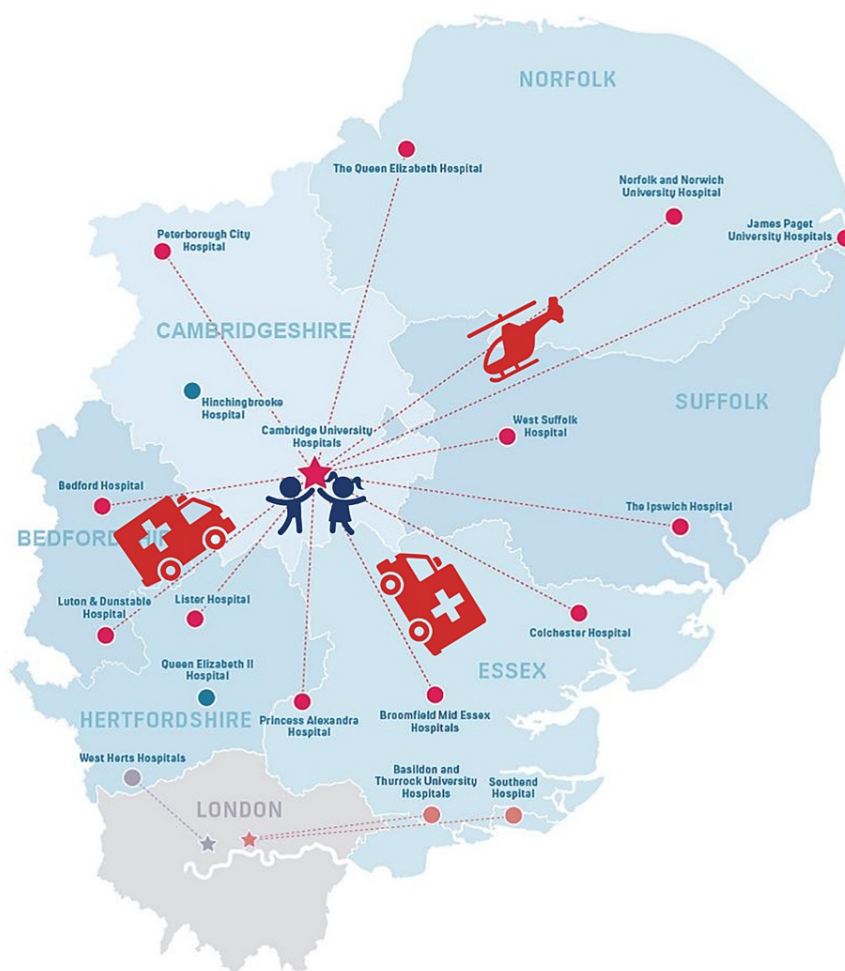 NORFOLK
The Queen Elizabeth Hospital
Norfolk and Norwich
University Hospital
James Paget
University Hospitals
Peterborough City
Hospital
CAMBRIDGESHIRE
Hinchingbrooke
Hospital
SUFFOLK
Cambridge University
Hospitals
West Suffolk
Hospital
Bedford Hospital
The Ipswich Hospital
Luton & Dunstable
Hospital
Lister Hospital
Colchester Hospital
Queen Elizabeth II
Hospital
ESSEX
HERTFORDSHIRE
Princess Alexandra
Hospital
Broomfield Mid Essex
Hospitals
West Herts Hospitals
Basildon and
Thurrock University
Hospitals
Southend
Hospital
LONDON